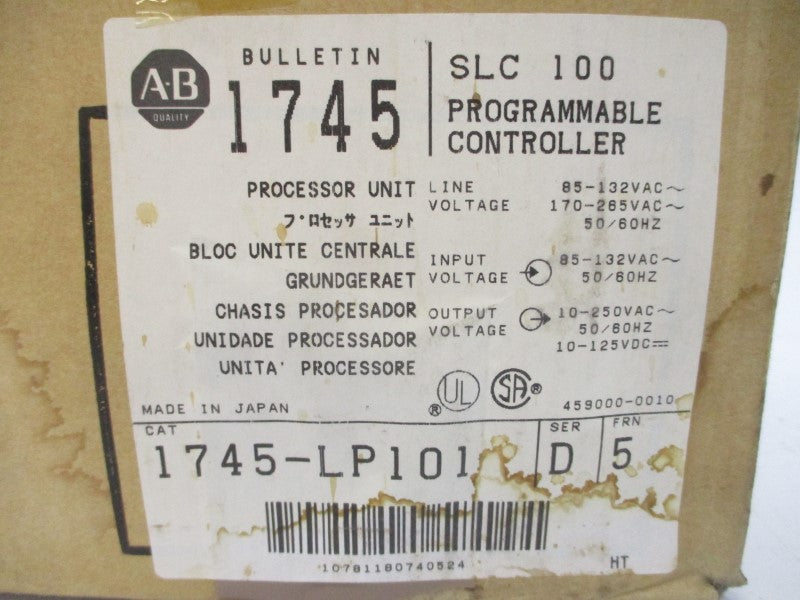 AB
QUALITY
BULLETIN
1745
SLC 100
PROGRAMMABLE
CONTROLLER
PROCESSOR UNIT
プロセッサ ユニット
BLOC UNITE CENTRALE
GRUNDGERAET
CHASIS PROCESADOR
UNIDADE PROCESSADOR
UNITA' PROCESSORE
LINE VOLTAGE 85-132VAC~
170-265VAC~
50/60HZ
INPUT VOLTAGE 85-132VAC~
50/60HZ
OUTPUT VOLTAGE 10-250VAC~
50/60HZ
10-125VDC⎓
® UL SA ®
459000-0010
MADE IN JAPAN
CAT SER FRN
1745-LP101 D 5
10781180740524
HT